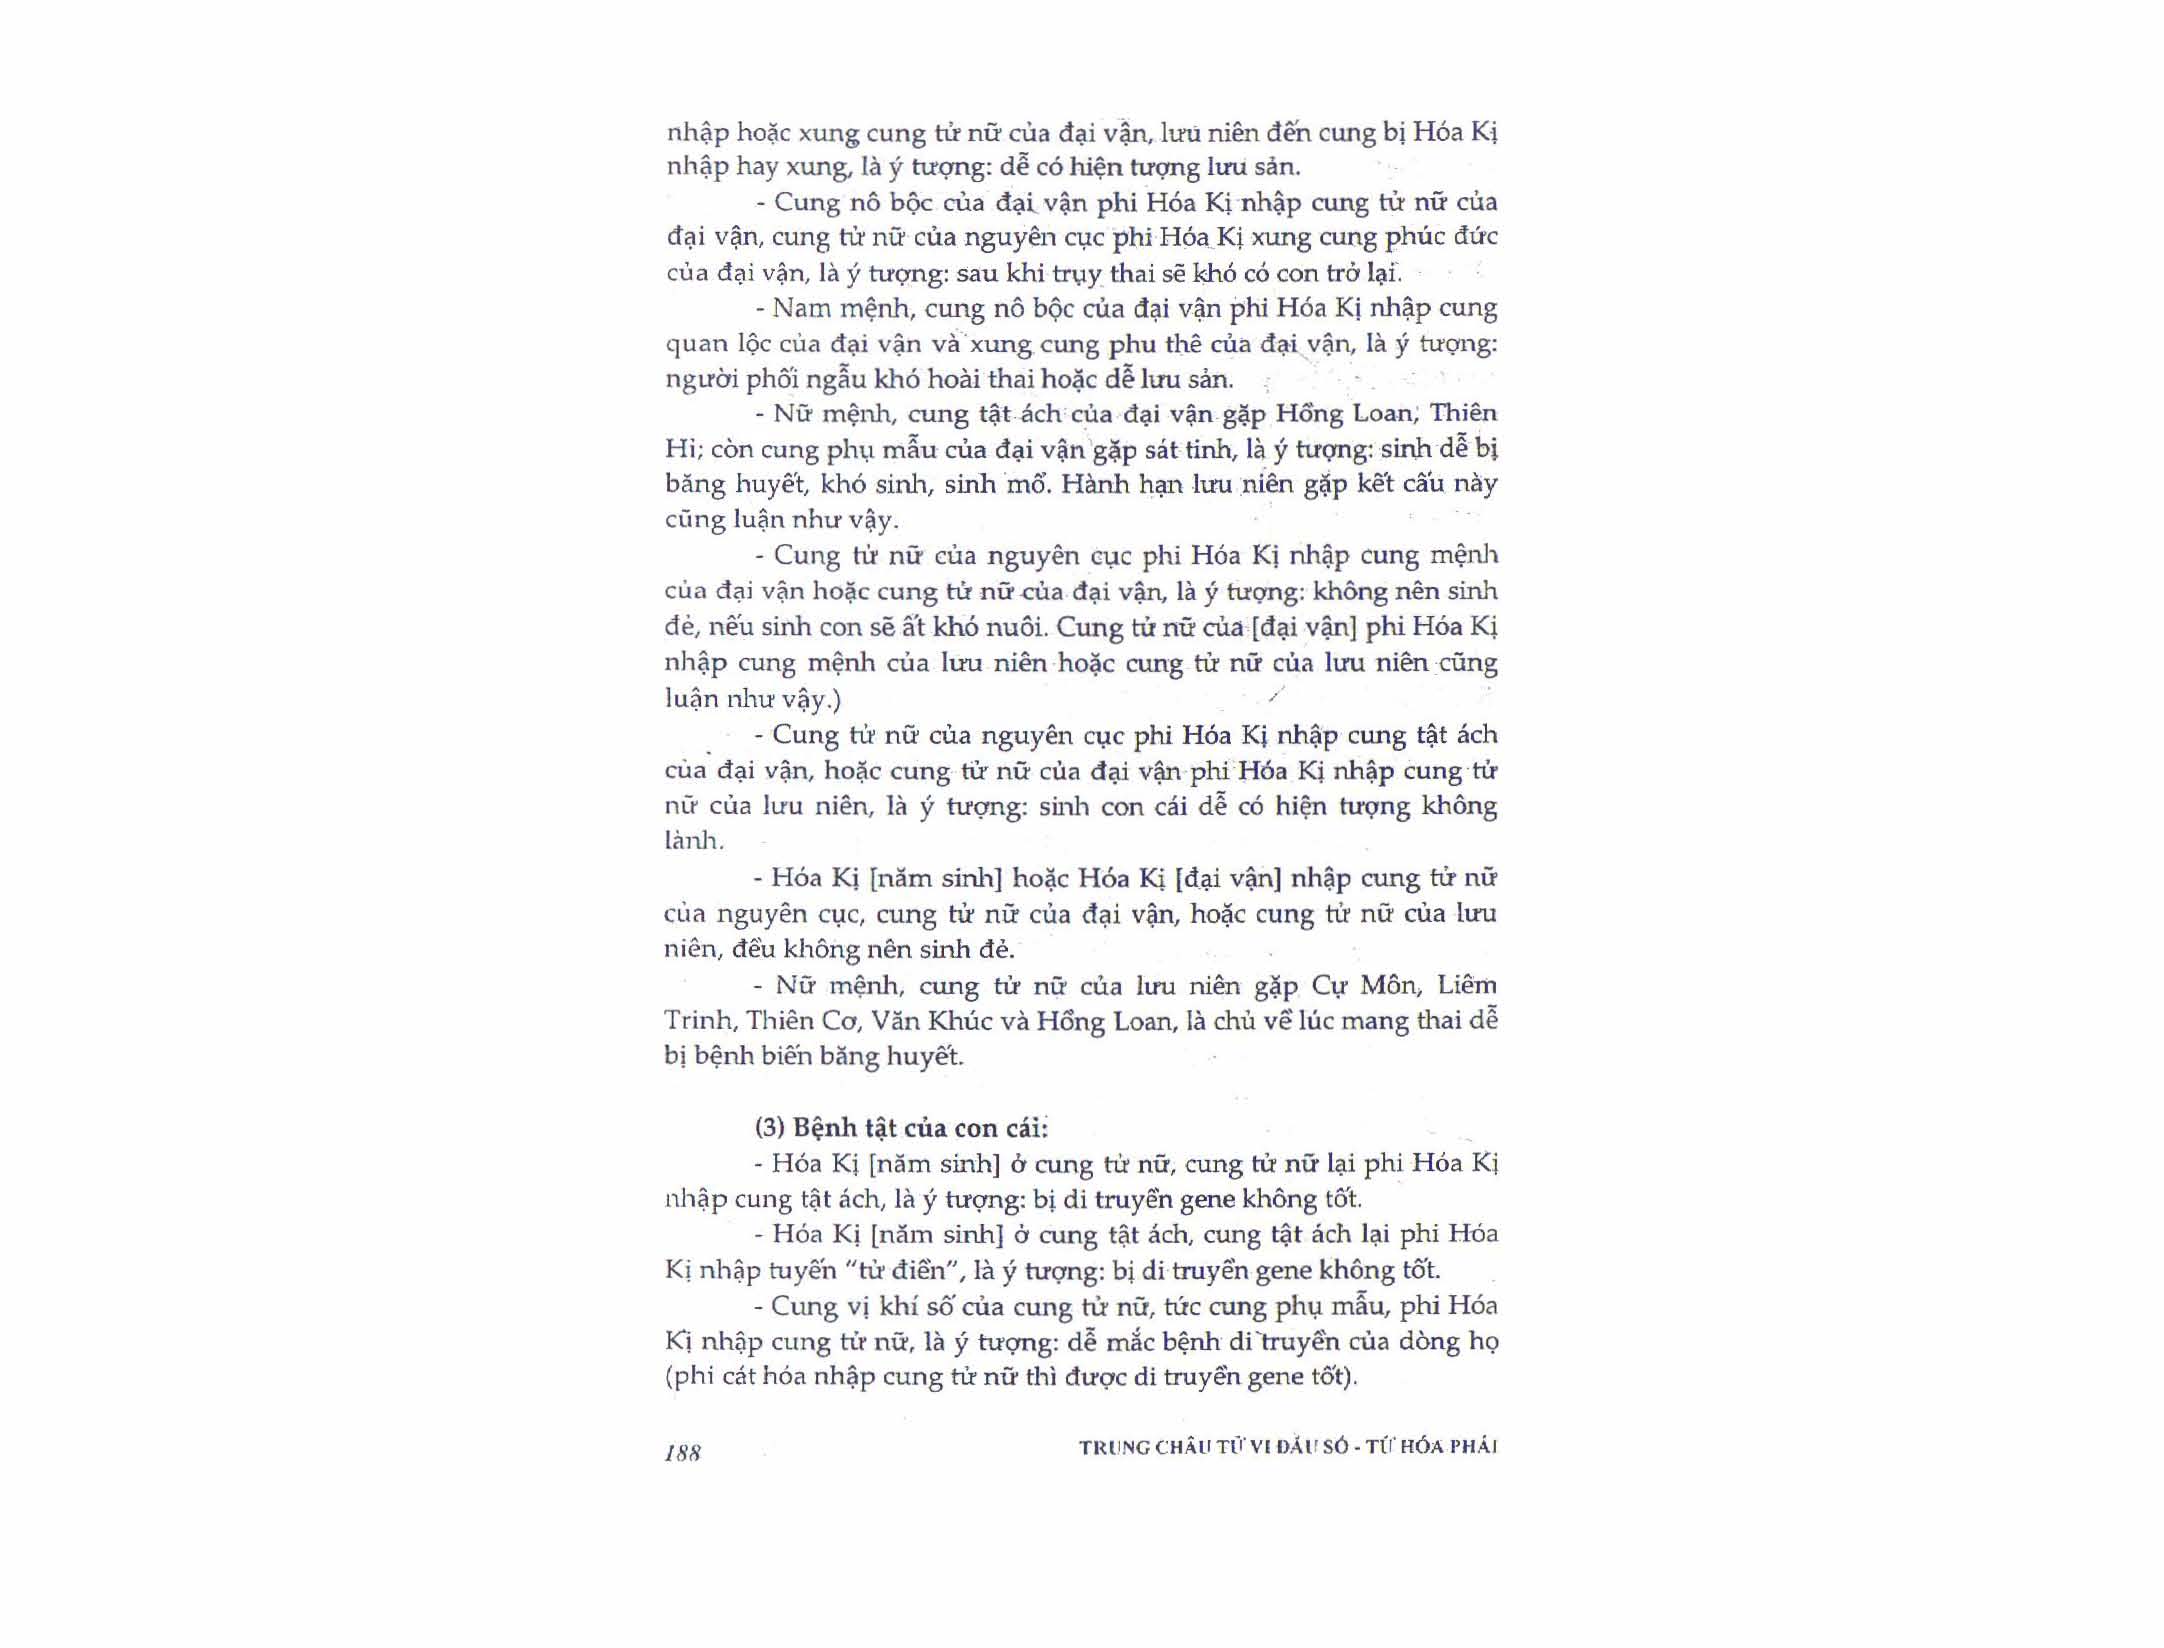 nhập hoặc xung cung tử nữ của đại vận, lưu niên đến cung bị Hóa Kị
nhập hay xung, là ý tượng: dễ có hiện tượng lưu sản.
- Cung nô bộc của đại vận phi Hóa Kị nhập cung tử nữ của
đại vận, cung tử nữ của nguyên cục phi Hóa Kị xung cung phúc đức
của đại vận, là ý tượng: sau khi trụy thai sẽ khó có con trở lại.
- Nam mệnh, cung nô bộc của đại vận phi Hóa Kị nhập cung
quan lộc của đại vận và xung cung phu thê của đại vận, là ý tượng:
người phối ngẫu khó hoài thai hoặc dễ lưu sản.
- Nữ mệnh, cung tật ách của đại vận gặp Hồng Loan, Thiên
Hỉ; còn cung phụ mẫu của đại vận gặp sát tinh, là ý tượng: sinh dễ bị
băng huyết, khó sinh, sinh mổ. Hành hạn lưu niên gặp kết cấu này
cũng luận như vậy.
- Cung tử nữ của nguyên cục phi Hóa Kị nhập cung mệnh
của đại vận hoặc cung tử nữ của đại vận, là ý tượng: không nên sinh
đẻ, nếu sinh con sẽ ất khó nuôi. Cung tử nữ của [đại vận] phi Hóa Kị
nhập cung mệnh của lưu niên hoặc cung tử nữ của lưu niên cũng
luận như vậy.)
- Cung tử nữ của nguyên cục phi Hóa Kị nhập cung tật ách
của đại vận, hoặc cung tử nữ của đại vận phi Hóa Kị nhập cung tử
nữ của lưu niên, là ý tượng: sinh con cái dễ có hiện tượng không
lành.
- Hóa Kị [năm sinh] hoặc Hóa Kị [đại vận] nhập cung tử nữ
của nguyên cục, cung tử nữ của đại vận, hoặc cung tử nữ của lưu
niên, đều không nên sinh đẻ.
- Nữ mệnh, cung tử nữ của lưu niên gặp Cự Môn, Liêm
Trinh, Thiên Cơ, Văn Khúc và Hồng Loan, là chủ về lúc mang thai dễ
bị bệnh biến băng huyết.
(3) Bệnh tật của con cái:
- Hóa Kị [năm sinh] ở cung tử nữ, cung tử nữ lại phi Hóa Kị
nhập cung tật ách, là ý tượng: bị di truyền gene không tốt.
- Hóa Kị [năm sinh] ở cung tật ách, cung tật ách lại phi Hóa
Kị nhập tuyến "tử điền", là ý tượng: bị di truyền gene không tốt.
- Cung vị khí số của cung tử nữ, tức cung phụ mẫu, phi Hóa
Kị nhập cung tử nữ, là ý tượng: dễ mắc bệnh di truyền của dòng họ
(phi cát hóa nhập cung tử nữ thì được di truyền gene tốt).
188 TRUNG CHÂU TỬ VI ĐẨU SỐ - TỨ HÓA PHÁI